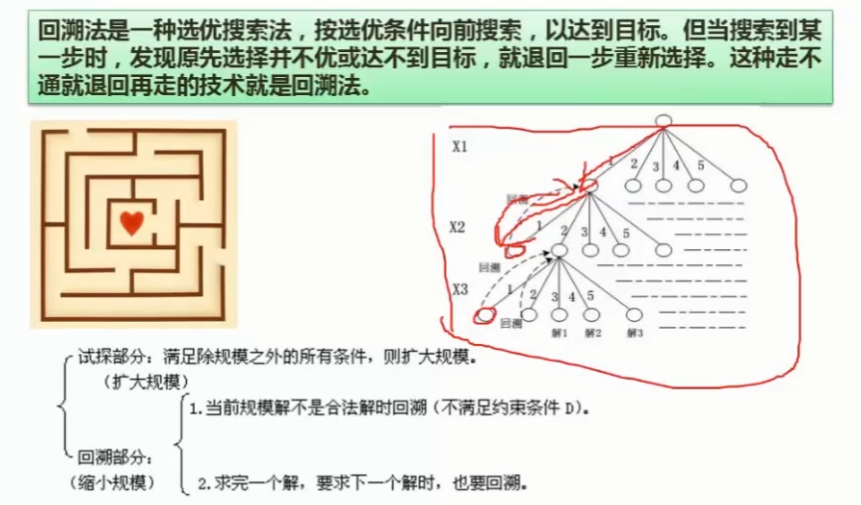 回溯法是一种选优搜索法，按选优条件向前搜索，以达到目标。但当搜索到某
一步时，发现原先选择并不优或达不到目标，就退回一步重新选择。这种走不
通就退回再走的技术就是回溯法。
X1
1 2 3 4 5
回溯
X2
1 2 3 4 5
回溯
X3
1 2 3 4 5
回溯
解1 解2 解3
试探部分：满足除规模之外的所有条件，则扩大规模。
（扩大规模）
1.当前规模解不是合法解时回溯（不满足约束条件 D）。
回溯部分：
（缩小规模） 2.求完一个解，要求下一个解时，也要回溯。